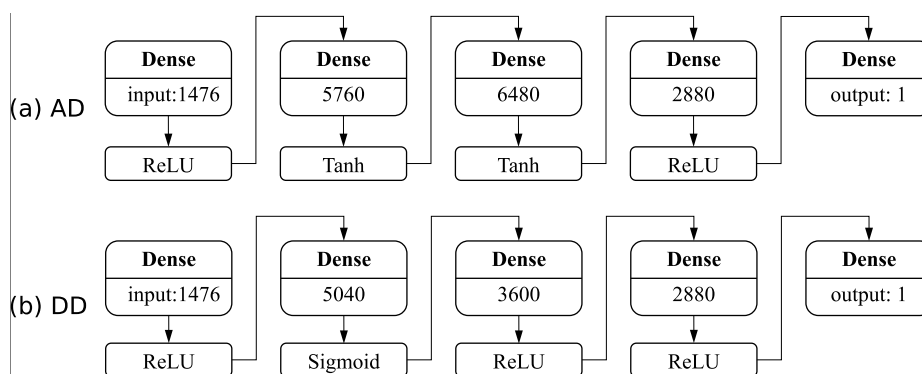 Dense Dense Dense Dense Dense
(a) AD input:1476 5760 6480 2880 output: 1
ReLU Tanh Tanh ReLU
Dense Dense Dense Dense Dense
(b) DD input:1476 5040 3600 2880 output: 1
ReLU Sigmoid ReLU ReLU